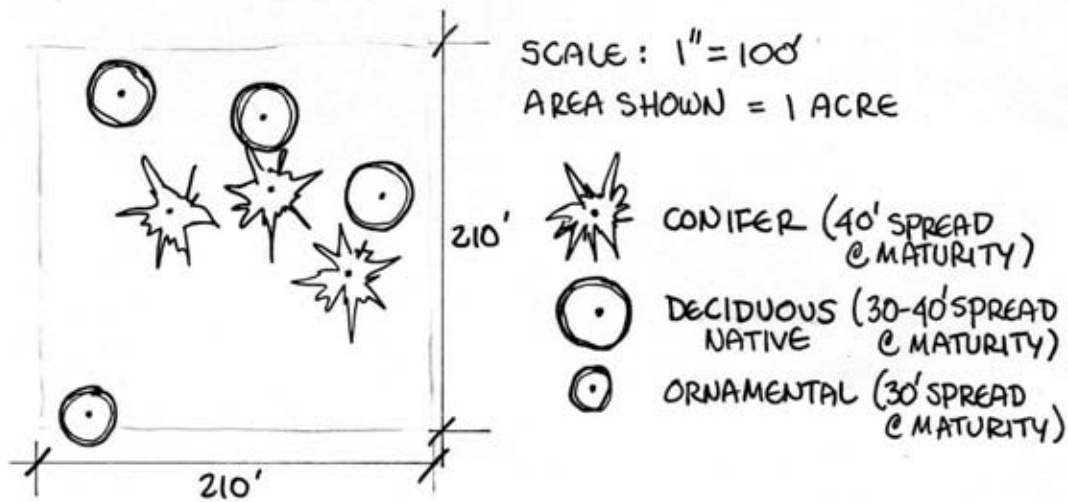 SCALE: 1" = 100'
AREA SHOWN = 1 ACRE
210'
CONIFER (40' SPREAD
@ MATURITY)
DECIDUOUS (30-40' SPREAD
NATIVE @ MATURITY)
ORNAMENTAL (30' SPREAD
@ MATURITY)
210'